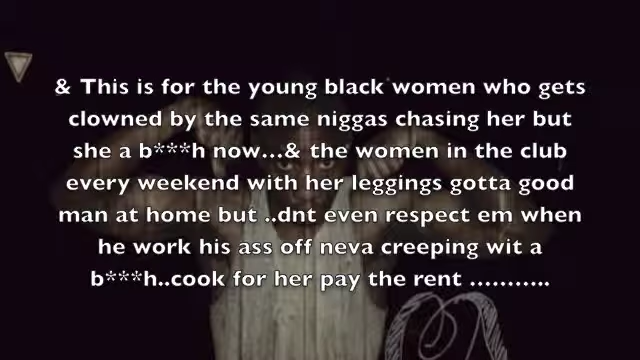 & This is for the young black women who gets
clowned by the same niggas chasing her but
she a b***h now...& the women in the club
every weekend with her leggings gotta good
man at home but ..dnt even respect em when
he work his ass off neva creeping wit a
b***h..cook for her pay the rent ...........